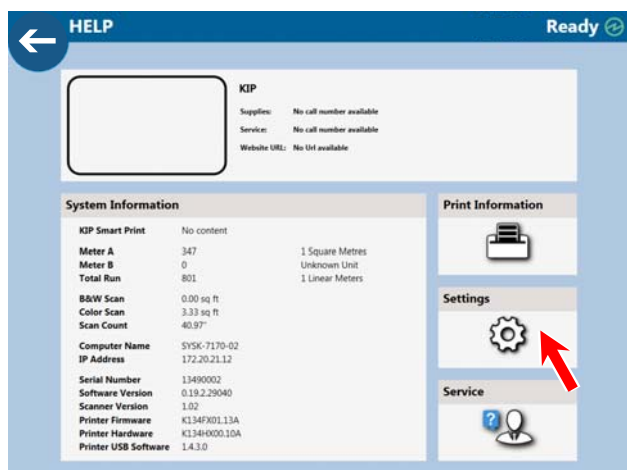 HELP
Ready
KIP
Supplies: No call number available
Service: No call number available
Website URL: No Url available
System Information
KIP Smart Print No content
Meter A 347 1 Square Metres
Meter B 0 Unknown Unit
Total Run 801 1 Linear Meters
B&W Scan 0.00 sq ft
Color Scan 3.33 sq ft
Scan Count 40.97"
Computer Name SYSK-7170-02
IP Address 172.20.21.12
Serial Number 13490002
Software Version 0.19.2.29040
Scanner Version 1.02
Printer Firmware K134FX01.13A
Printer Hardware K134HX00.10A
Printer USB Software 1.4.3.0
Print Information
Settings
Service
?